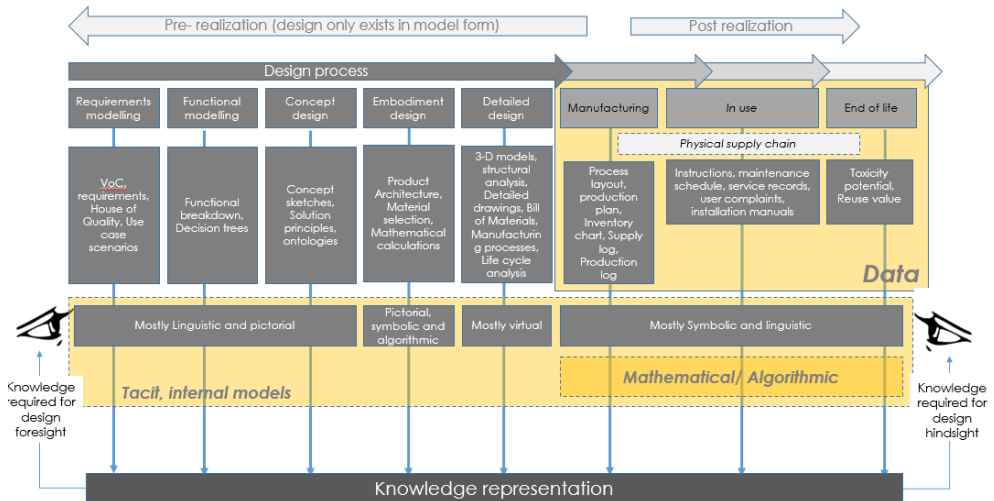 Pre- realization (design only exists in model form)
Post realization
Design process
Requirements
modelling
Functional
modelling
Concept
design
Embodiment
design
Detailed
design
Manufacturing
In use
End of life
Physical supply chain
VoC,
requirements,
House of
Quality, Use
case
scenarios
Functional
breakdown,
Decision trees
Concept
sketches,
Solution
principles,
ontologies
Product
Architecture,
Material
selection,
Mathematical
calculations
3-D models,
structural
analysis,
Detailed
drawings, Bill
of Materials,
Manufacturin
g processes,
Life cycle
analysis
Process
layout,
production
plan,
Inventory
chart, Supply
log,
Production
log
Instructions, maintenance
schedule, service records,
user complaints,
installation manuals
Toxicity
potential,
Reuse value
Data
Mostly Linguistic and pictorial
Pictorial,
symbolic and
algorithmic
Mostly virtual
Mostly Symbolic and linguistic
Tacit, internal models
Mathematical/ Algorithmic
Knowledge
required for
design
foresight
Knowledge
required for
design
hindsight
Knowledge representation